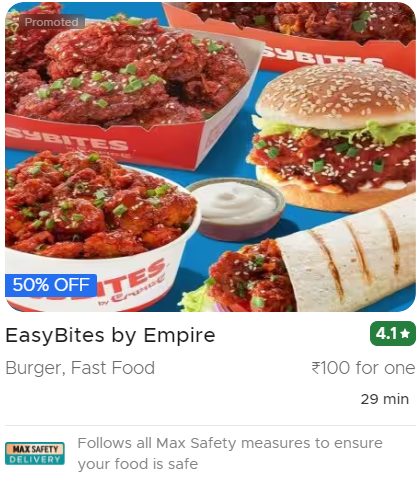 Promoted
SYBITES
SYBITES
BITES
by Empire
50% OFF
EasyBites by Empire
4.1★
Burger, Fast Food
₹100 for one
29 min
MAX SAFETY
DELIVERY
Follows all Max Safety measures to ensure
your food is safe